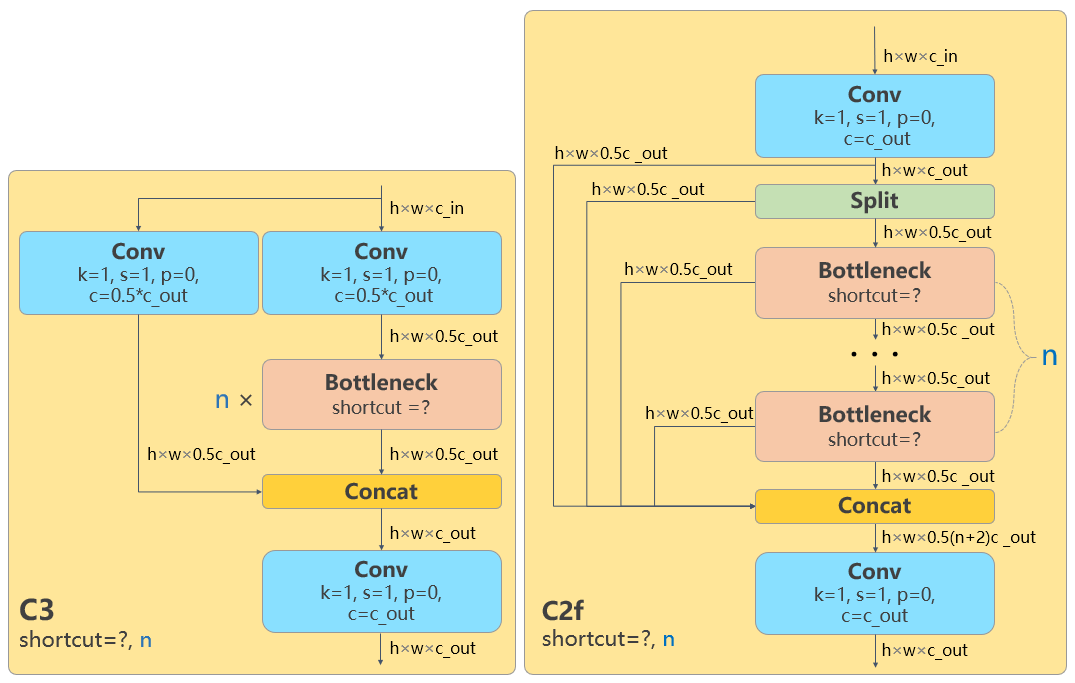 h×w×c_in
Conv
k=1, s=1, p=0,
c=0.5*c_out
Conv
k=1, s=1, p=0,
c=0.5*c_out
h×w×0.5c_out
n ×
Bottleneck
shortcut =?
h×w×0.5c_out
h×w×0.5c_out
Concat
h×w×c_out
Conv
k=1, s=1, p=0,
c=c_out
h×w×c_out
C3
shortcut=?, n
h×w×c_in
Conv
k=1, s=1, p=0,
c=c_out
h×w×0.5c _out
h×w×c_out
h×w×0.5c _out
Split
h×w×0.5c_out
h×w×0.5c_out
Bottleneck
shortcut=?
h×w×0.5c _out
• • •
n
h×w×0.5c_out
h×w×0.5c_out
Bottleneck
shortcut=?
h×w×0.5c _out
Concat
h×w×0.5(n+2)c _out
Conv
k=1, s=1, p=0,
c=c_out
h×w×c_out
C2f
shortcut=?, n